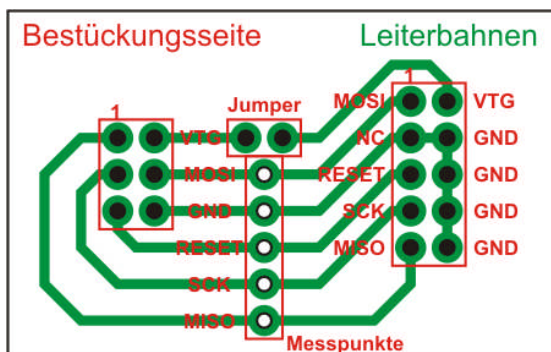 Bestückungsseite
Leiterbahnen
1
Jumper
1
MOSI
VTG
VTG
NC
GND
MOSI
RESET
GND
GND
SCK
GND
RESET
MISO
GND
SCK
MISO
Messpunkte